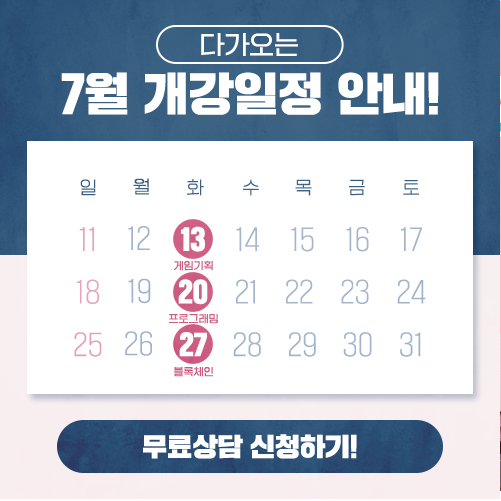 다가오는
7월 개강일정 안내!
일 월 화 수 목 금 토
11 12 13 14 15 16 17
게임기획
18 19 20 21 22 23 24
프로그래밍
25 26 27 28 29 30 31
블록체인
무료상담 신청하기!